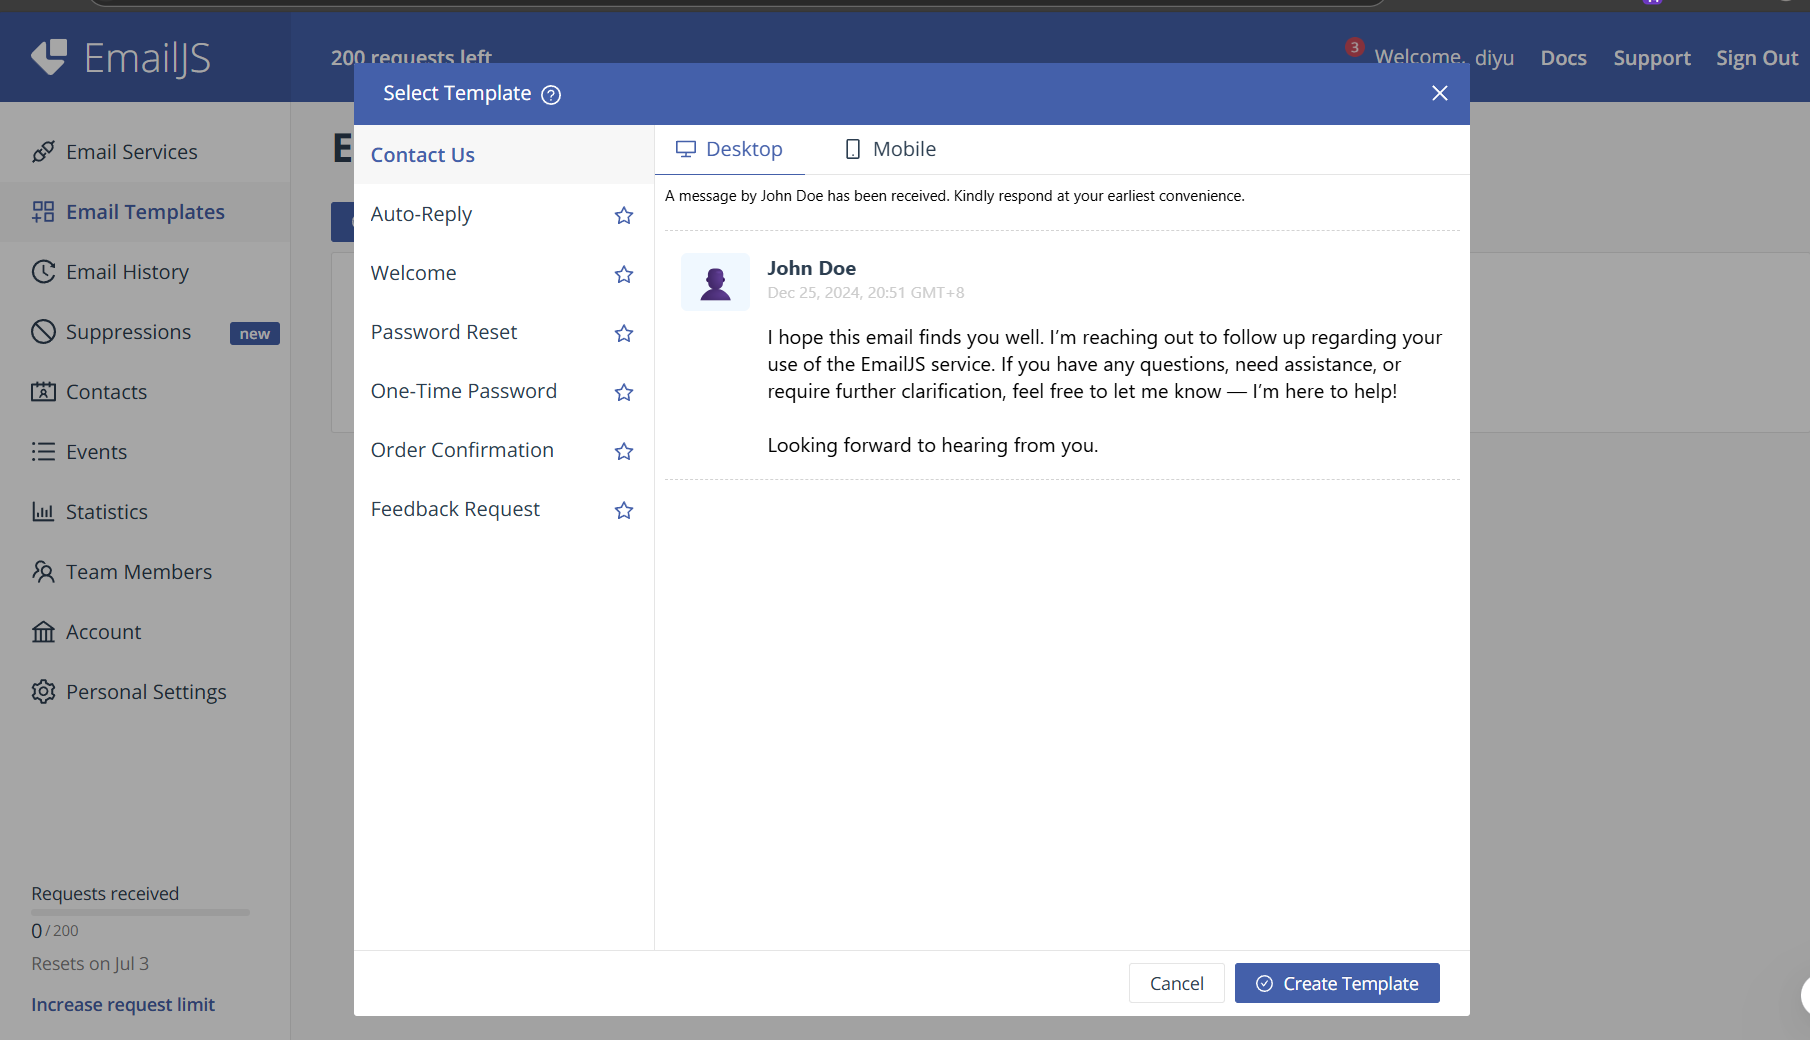 EmailJS
200 requests left
3
Welcome, diyu
Docs
Support
Sign Out
Email Services
Email Templates
Email History
Suppressions
new
Contacts
Events
Statistics
Team Members
Account
Personal Settings
Requests received
0 / 200
Resets on Jul 3
Increase request limit
E
Select Template ?
Contact Us
Auto-Reply
Welcome
Password Reset
One-Time Password
Order Confirmation
Feedback Request
Desktop
Mobile
A message by John Doe has been received. Kindly respond at your earliest convenience.
John Doe
Dec 25, 2024, 20:51 GMT+8
I hope this email finds you well. I’m reaching out to follow up regarding your
use of the EmailJS service. If you have any questions, need assistance, or
require further clarification, feel free to let me know — I’m here to help!
Looking forward to hearing from you.
Cancel
Create Template